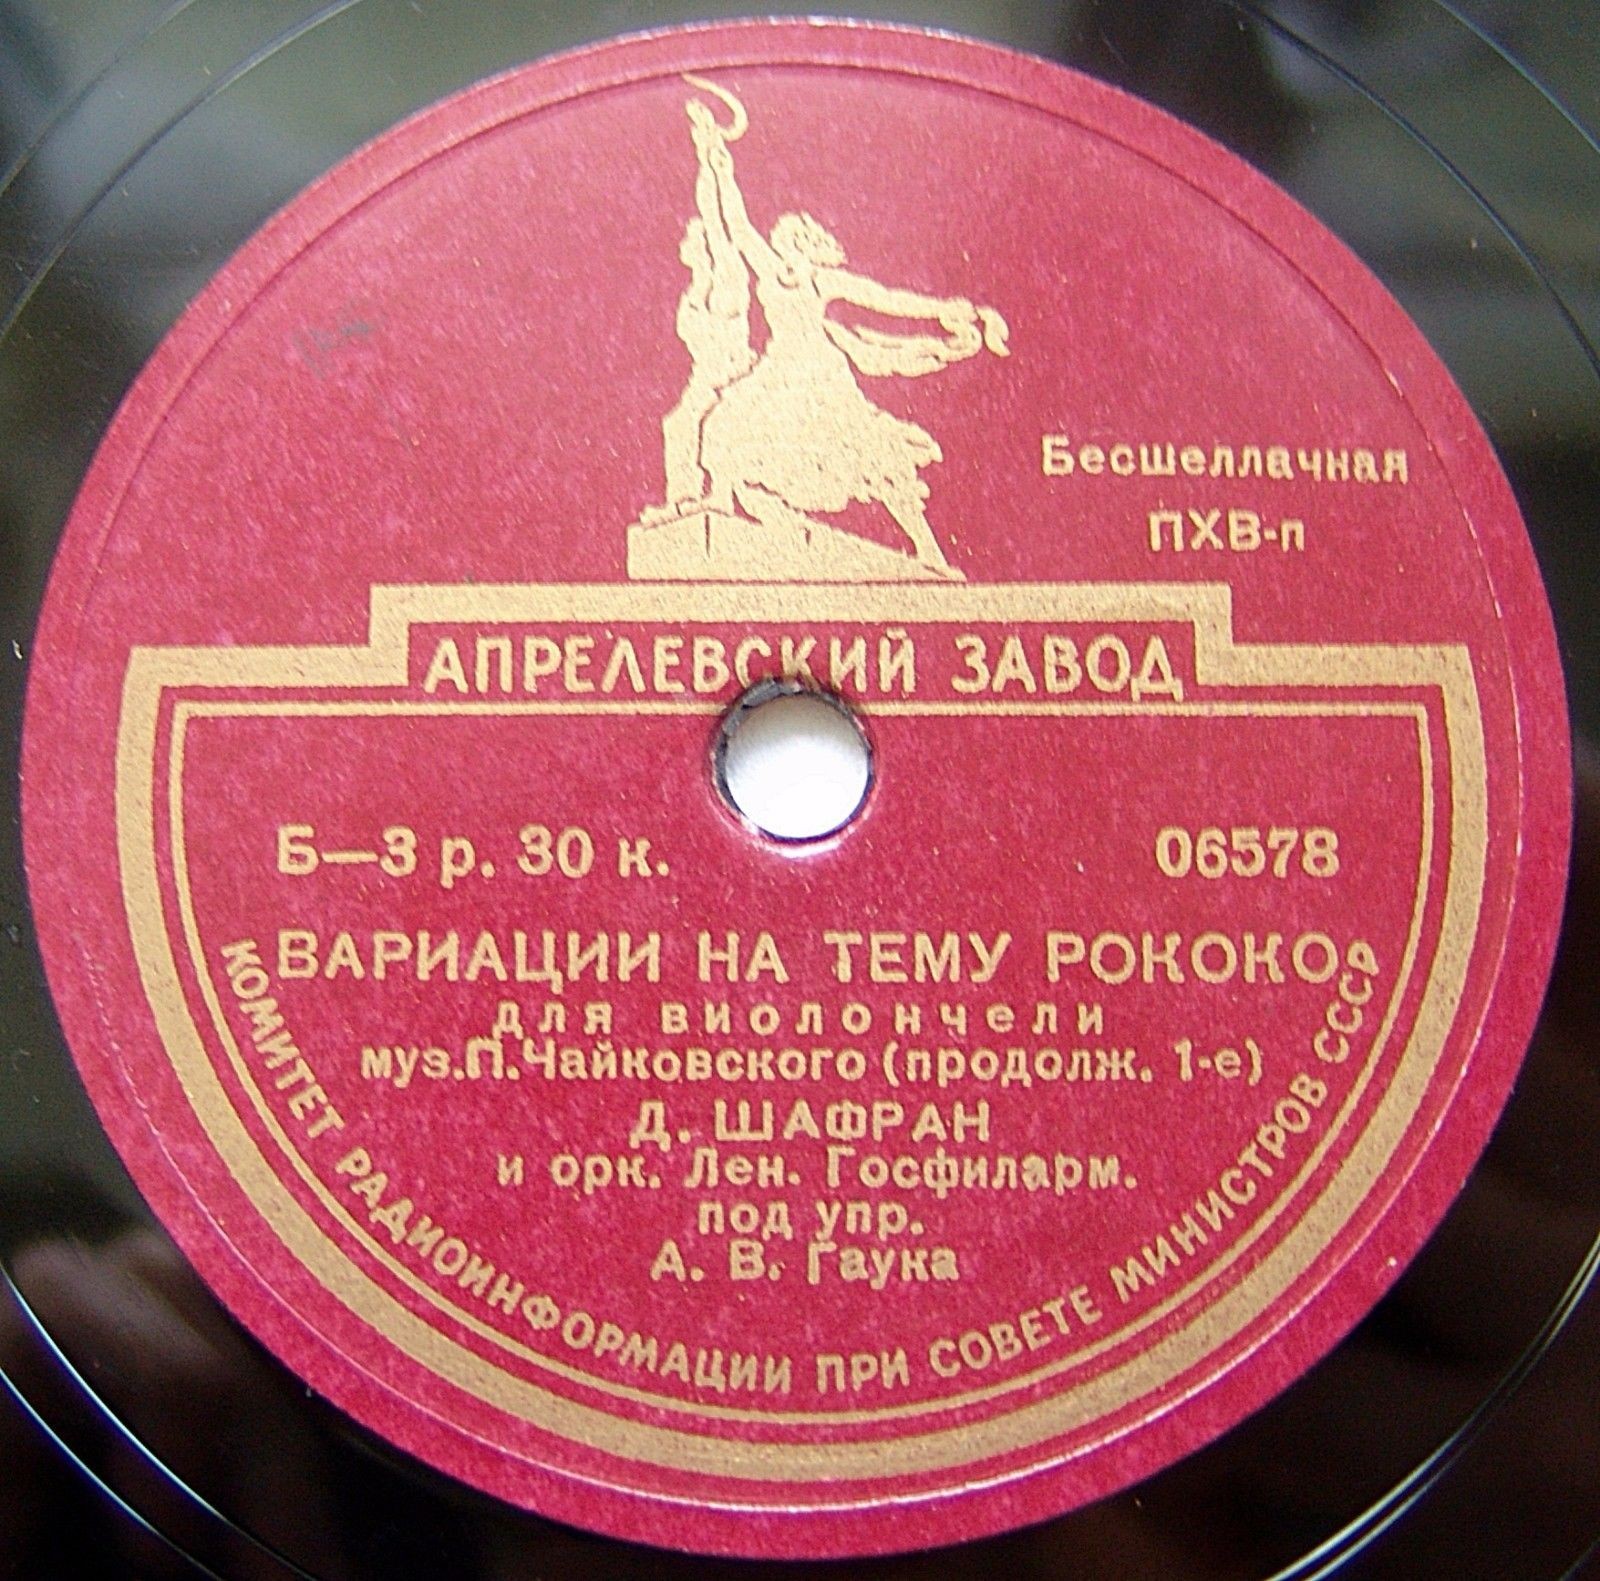 Бесшеллачная
ПХВ-п
АПРЕЛЕВСКИЙ ЗАВОД
Б—3 р. 30 к. 06578
ВАРИАЦИИ НА ТЕМУ РОКОКО
для виолончели
муз.П.Чайковского (продолж. 1-е)
Д. ШАФРАН
и орк. Лен. Госфиларм.
под упр.
А. В. Гаука
КОМИТЕТ РАДИОИНФОРМАЦИИ ПРИ СОВЕТЕ МИНИСТРОВ СССР